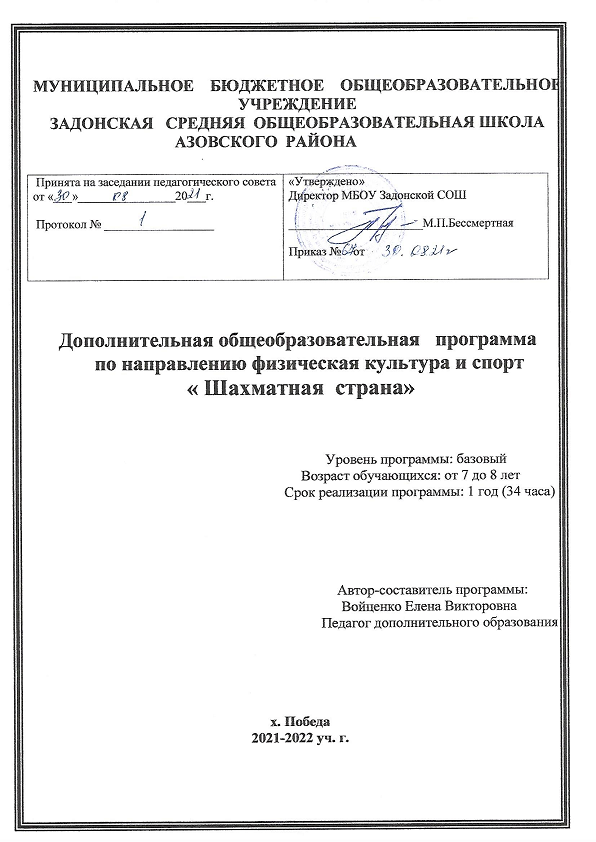 МУНИЦИПАЛЬНОЕ БЮДЖЕТНОЕ ОБЩЕОБРАЗОВАТЕЛЬНОЕ
УЧРЕЖДЕНИЕ
ЗАДОНСКАЯ СРЕДНЯЯ ОБЩЕОБРАЗОВАТЕЛЬНАЯ ШКОЛА
АЗОВСКОГО РАЙОНА
Принята на заседании педагогического совета
от «30» 08 2021 г.
Протокол № 1
«Утверждено»
Директор МБОУ Задонской СОШ
М.П.Бессмертная
Приказ № от 30.08.21г
Дополнительная общеобразовательная программа
по направлению физическая культура и спорт
« Шахматная страна»
Уровень программы: базовый
Возраст обучающихся: от 7 до 8 лет
Срок реализации программы: 1 год (34 часа)
Автор-составитель программы:
Войценко Елена Викторовна
Педагог дополнительного образования
х. Победа
2021-2022 уч. г.